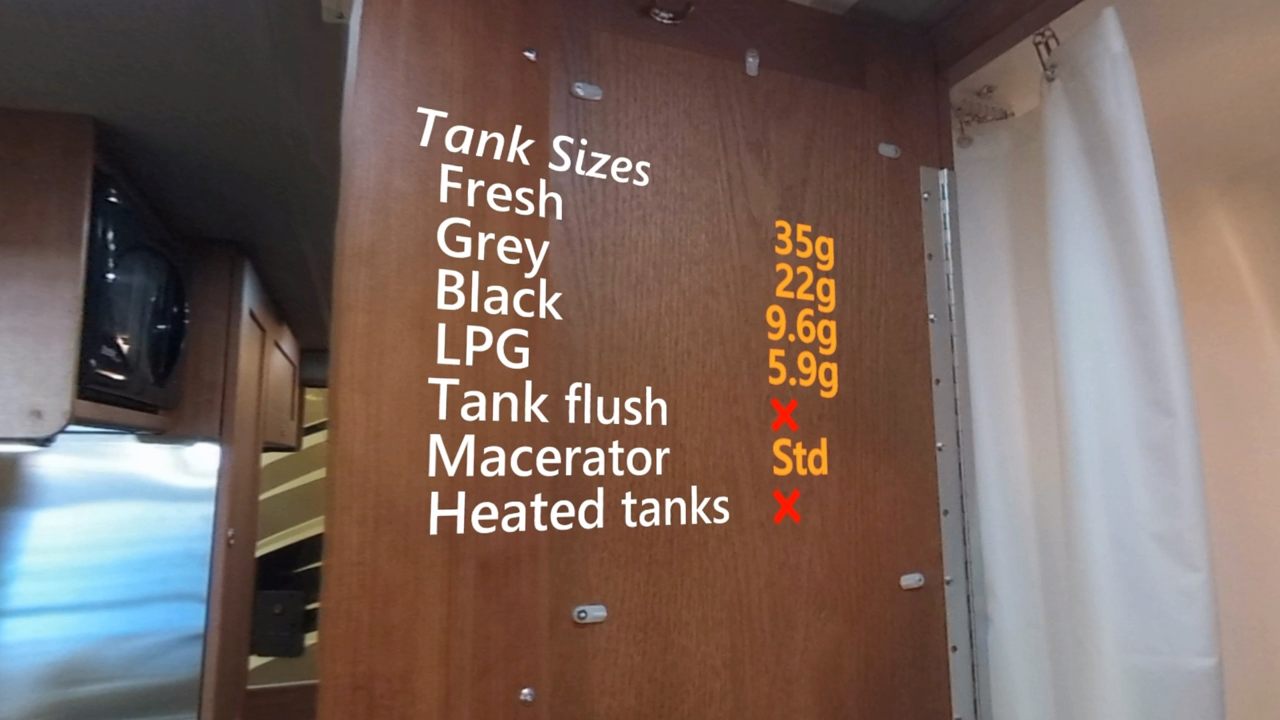 Tank Sizes
Fresh 35g
Grey 22g
Black 9.6g
LPG 5.9g
Tank flush ✗
Macerator Std
Heated tanks ✗